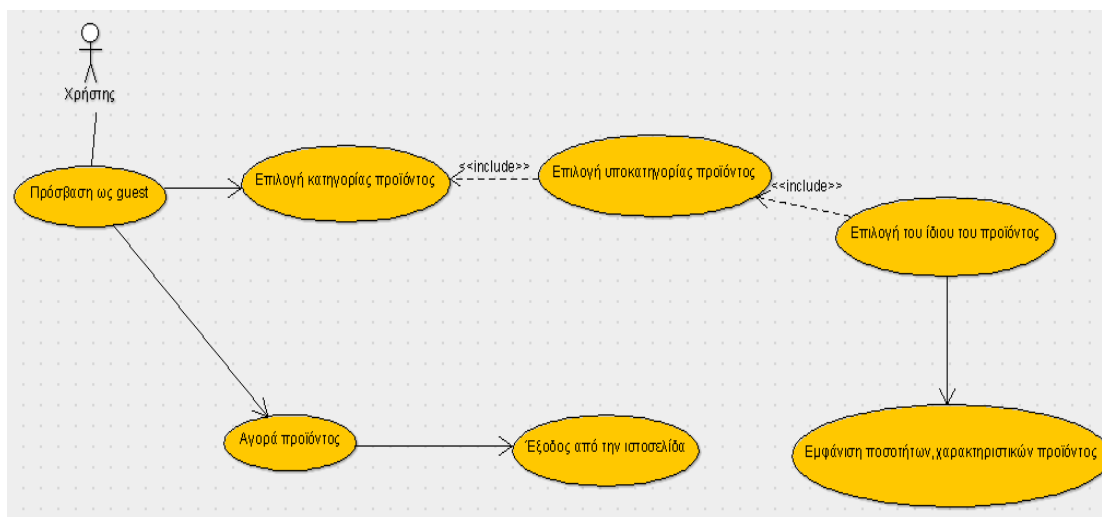 Χρήστης
Πρόσβαση ως guest
Επιλογή κατηγορίας προϊόντος
<<include>>
Επιλογή υποκατηγορίας προϊόντος
<<include>>
Επιλογή του ίδιου του προϊόντος
Αγορά προϊόντος
Έξοδος από την ιστοσελίδα
Εμφάνιση ποσοτήτων,χαρακτηριστικών προϊόντος